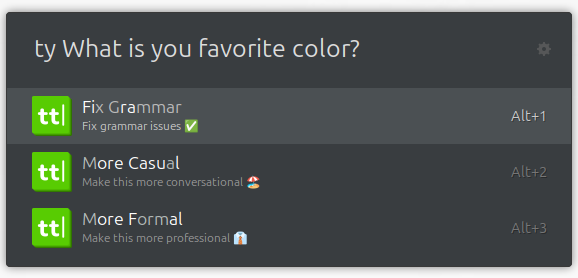 ty What is you favorite color?
tt Fix Grammar
Fix grammar issues ✅ Alt+1
tt More Casual
Make this more conversational 🏖️ Alt+2
tt More Formal
Make this more professional 👔 Alt+3